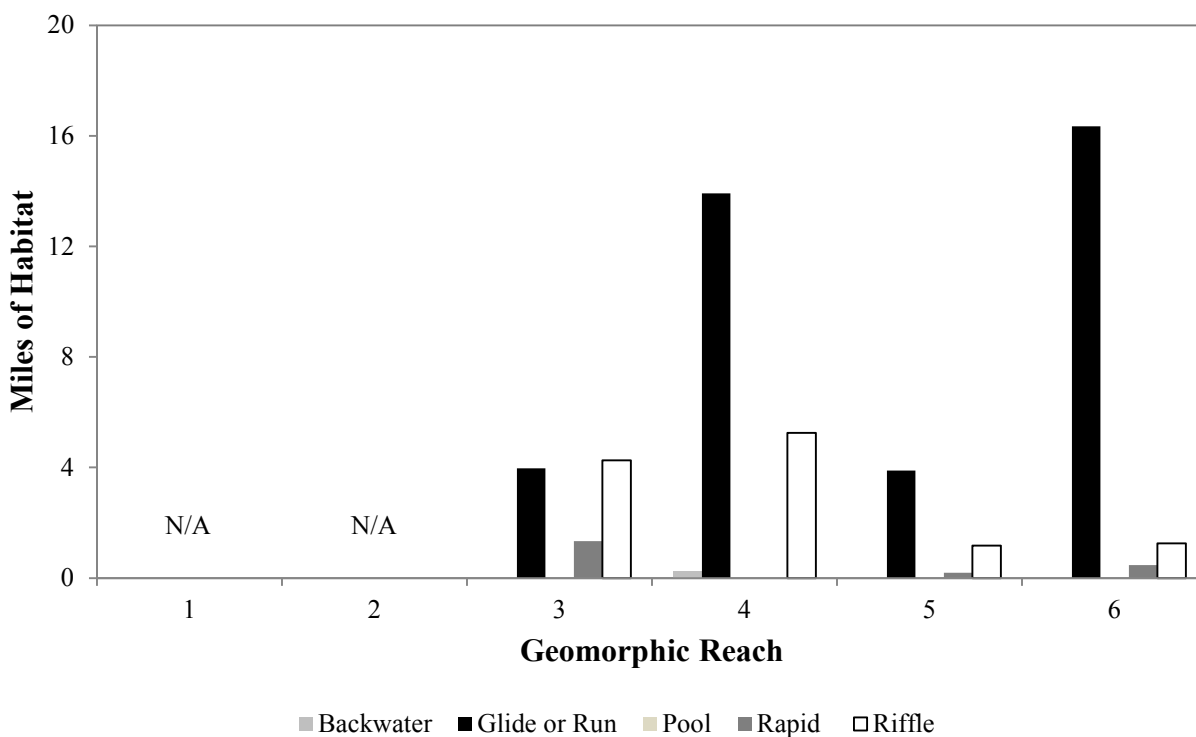 20
16
12
8
4
0
Miles of Habitat
N/A N/A
1 2 3 4 5 6
Geomorphic Reach
Backwater Glide or Run Pool Rapid Riffle